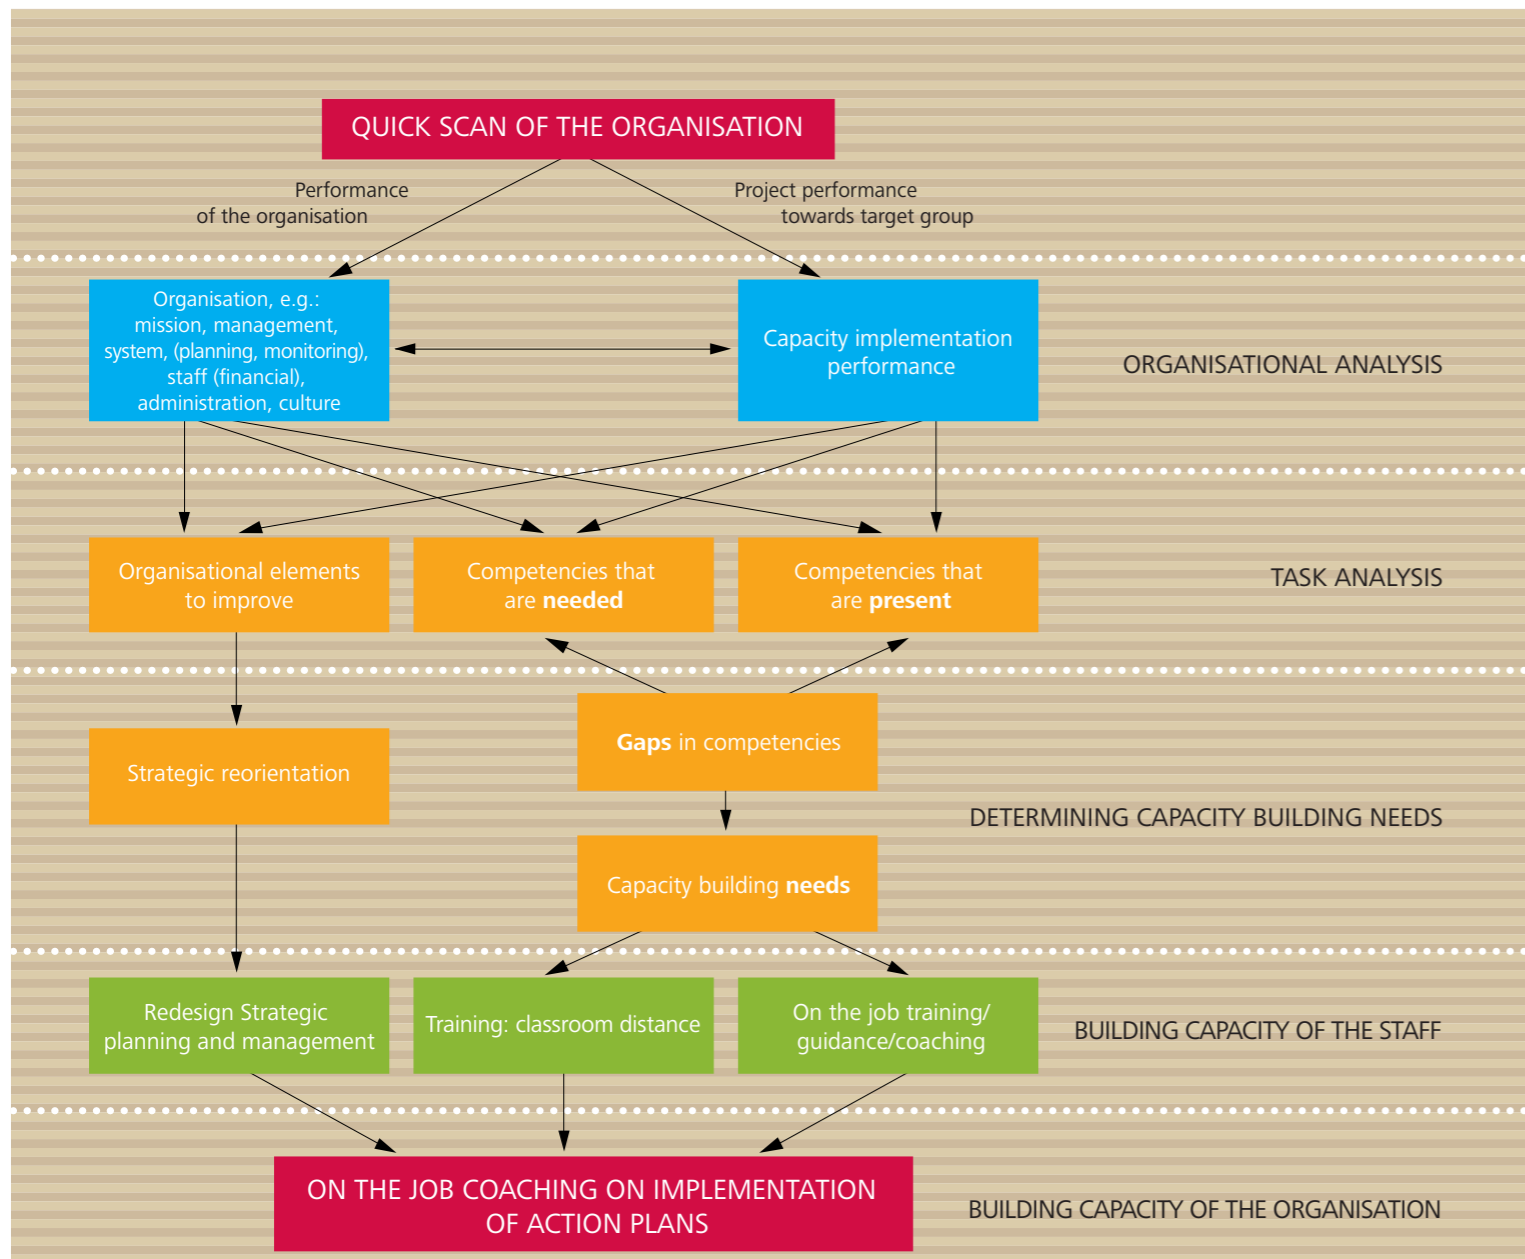 QUICK SCAN OF THE ORGANISATION
Performance
of the organisation
Project performance
towards target group
Organisation, e.g.:
mission, management,
system, (planning, monitoring),
staff (financial),
administration, culture
Capacity implementation
performance
ORGANISATIONAL ANALYSIS
Organisational elements
to improve
Competencies that
are needed
Competencies that
are present
TASK ANALYSIS
Strategic reorientation
Gaps in competencies
Capacity building needs
DETERMINING CAPACITY BUILDING NEEDS
Redesign Strategic
planning and management
Training: classroom distance
On the job training/
guidance/coaching
BUILDING CAPACITY OF THE STAFF
ON THE JOB COACHING ON IMPLEMENTATION
OF ACTION PLANS
BUILDING CAPACITY OF THE ORGANISATION